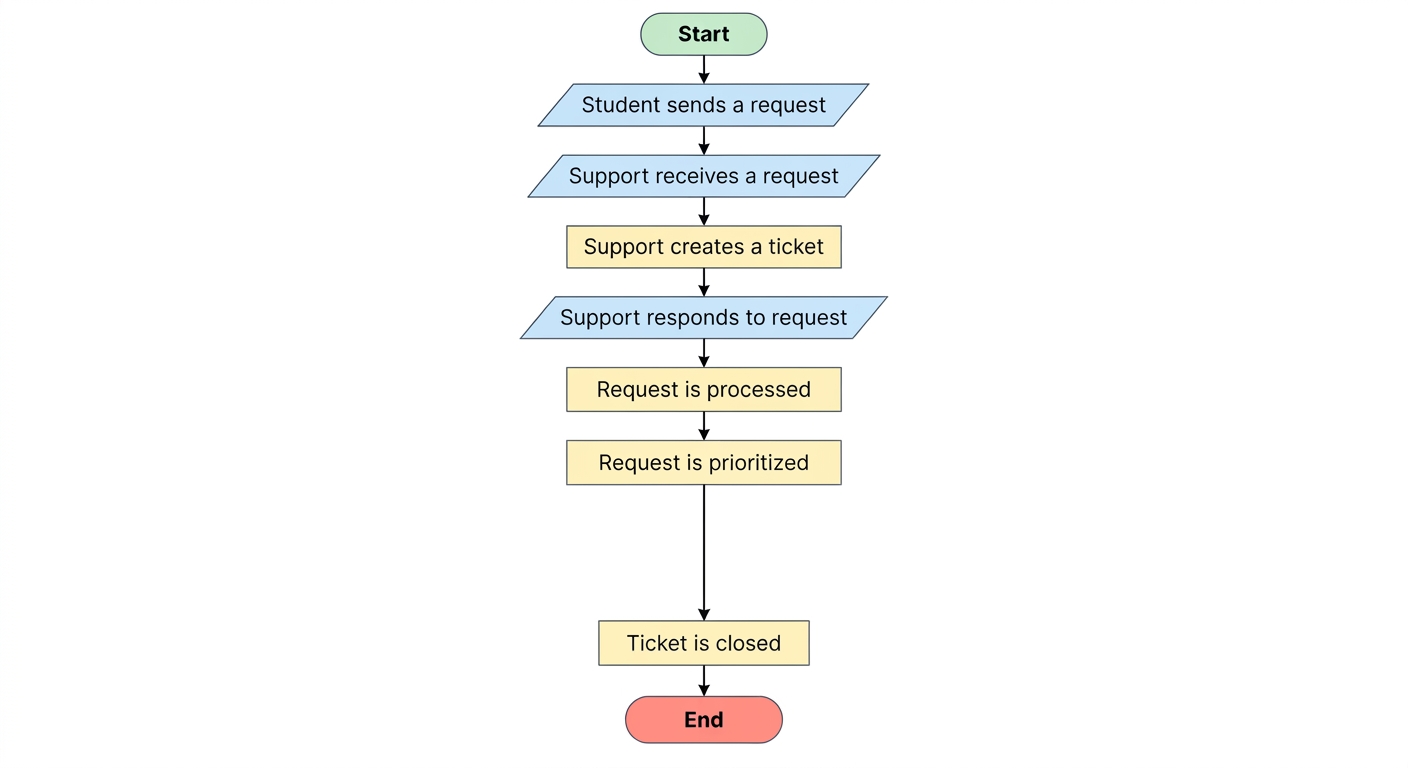 Start
Student sends a request
Support receives a request
Support creates a ticket
Support responds to request
Request is processed
Request is prioritized
Ticket is closed
End